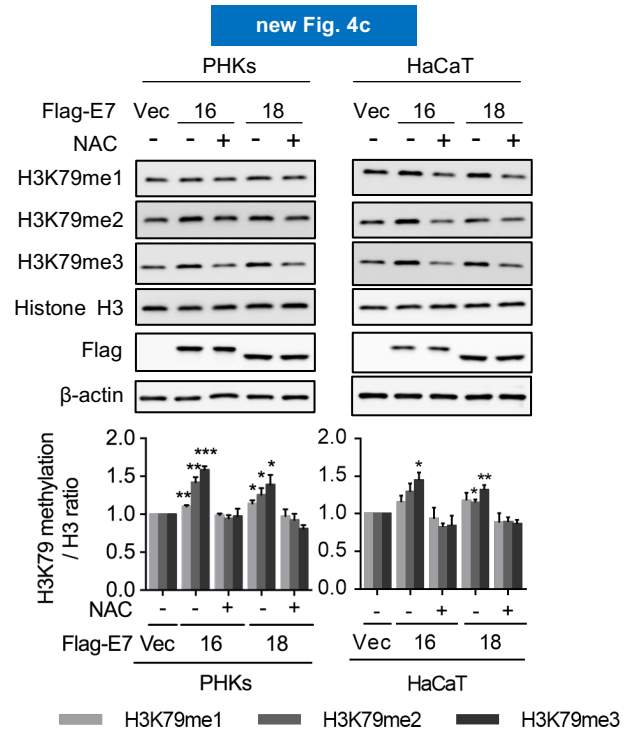 new Fig. 4c
PHKs HaCaT
Flag-E7 Vec 16 18 Vec 16 18
NAC - - + - + - - + - +
H3K79me1
H3K79me2
H3K79me3
Histone H3
Flag
β-actin
H3K79 methylation
/ H3 ratio
2.0 2.0
1.5 1.5
1.0 1.0
0.5 0.5
0.0 0.0
** ** *** * * * * * **
NAC - - + - + - - + - +
Flag-E7 Vec 16 18 Vec 16 18
PHKs HaCaT
H3K79me1 H3K79me2 H3K79me3